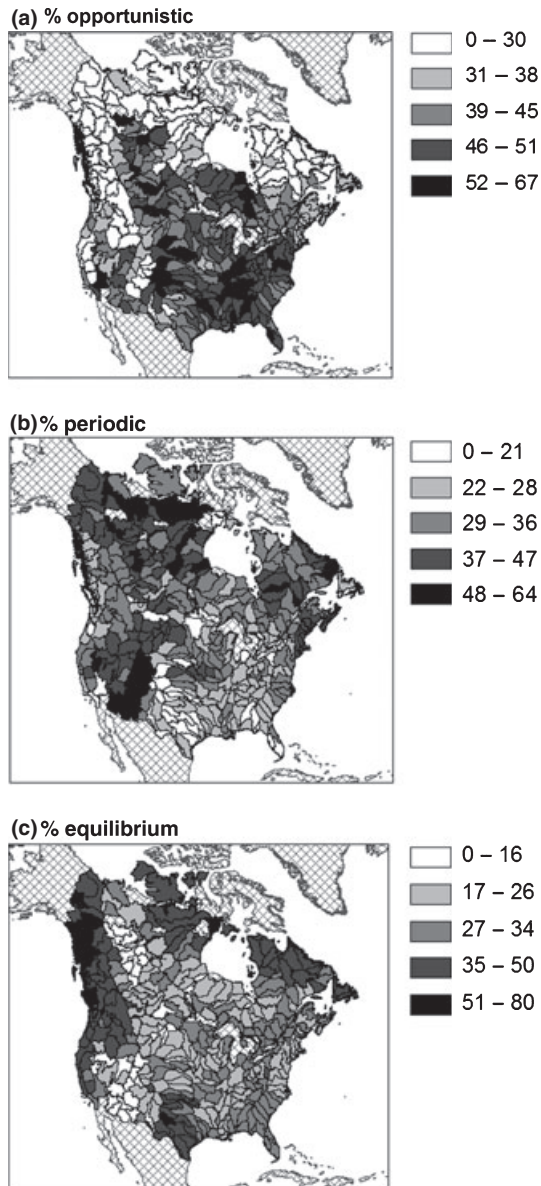 (a) % opportunistic
0 – 30
31 – 38
39 – 45
46 – 51
52 – 67
(b) % periodic
0 – 21
22 – 28
29 – 36
37 – 47
48 – 64
(c) % equilibrium
0 – 16
17 – 26
27 – 34
35 – 50
51 – 80